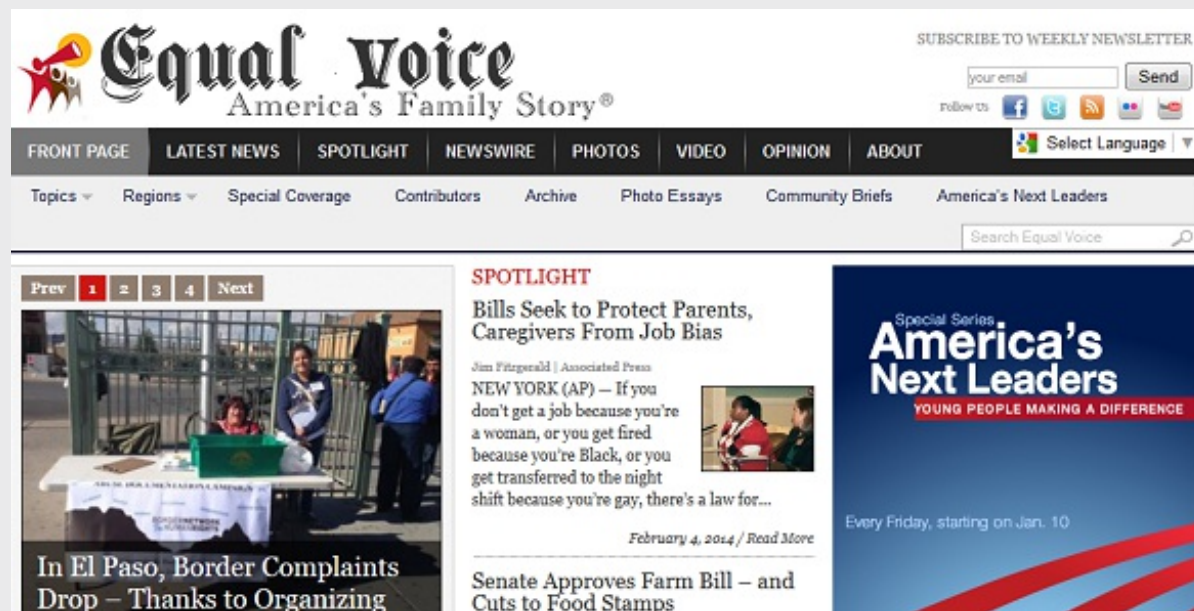 Equal Voice
America's Family Story®
SUBSCRIBE TO WEEKLY NEWSLETTER
your email
Send
Follow Us
FRONT PAGE LATEST NEWS SPOTLIGHT NEWSWIRE PHOTOS VIDEO OPINION ABOUT
Select Language
Topics Regions Special Coverage Contributors Archive Photo Essays Community Briefs America's Next Leaders
Search Equal Voice
Prev 1 2 3 4 Next
In El Paso, Border Complaints
Drop – Thanks to Organizing
SPOTLIGHT
Bills Seek to Protect Parents,
Caregivers From Job Bias
Jim Fitzgerald | Associated Press
NEW YORK (AP) — If you
don't get a job because you're
a woman, or you get fired
because you're Black, or you
get transferred to the night
shift because you're gay, there's a law for...
February 4, 2014 / Read More
Senate Approves Farm Bill – and
Cuts to Food Stamps
Special Series
America's
Next Leaders
YOUNG PEOPLE MAKING A DIFFERENCE
Every Friday, starting on Jan. 10